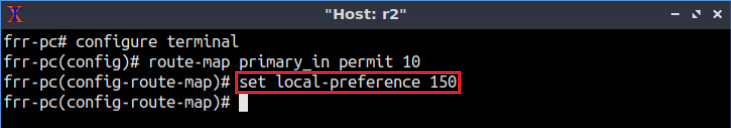 "Host: r2"
frr-pc# configure terminal
frr-pc(config)# route-map primary_in permit 10
frr-pc(config-route-map)# set local-preference 150
frr-pc(config-route-map)#